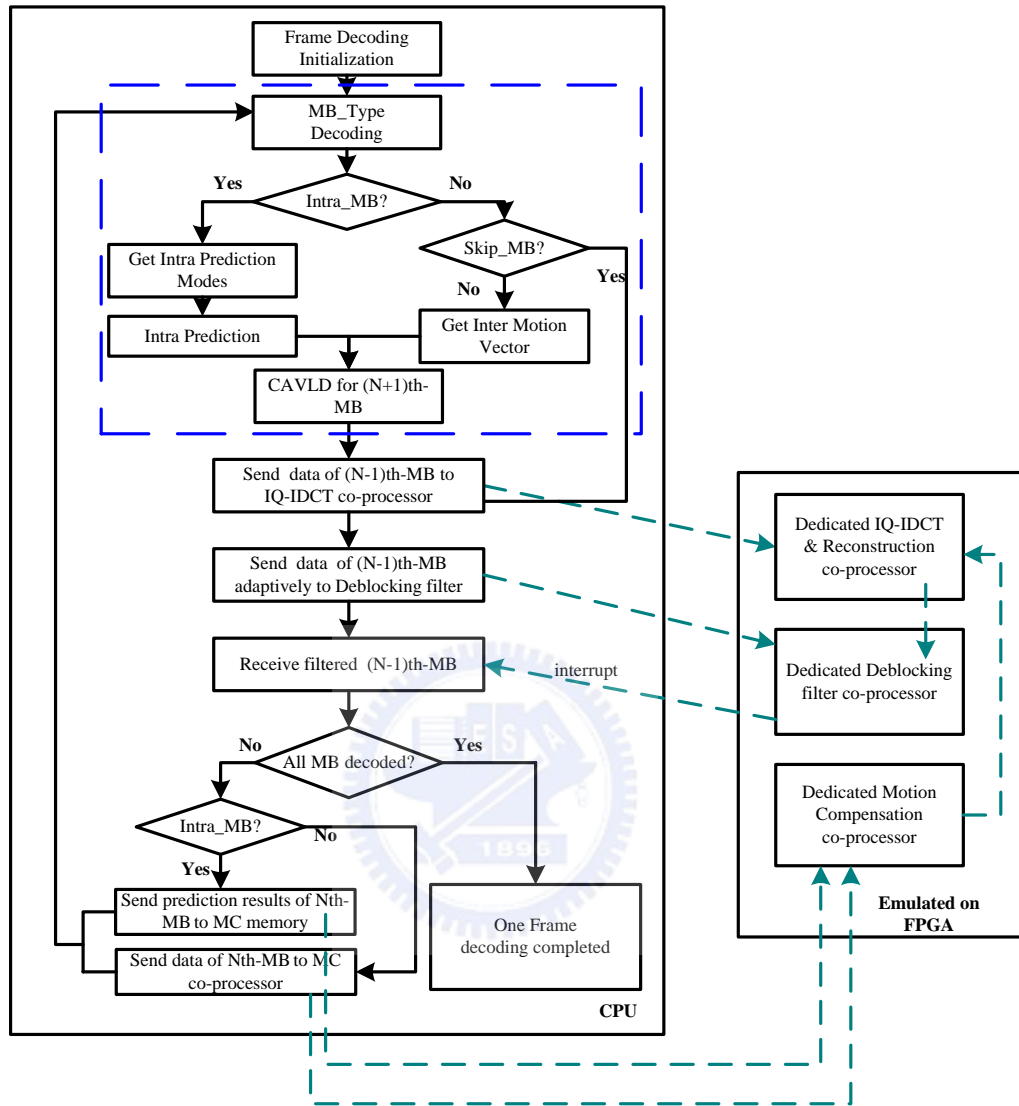 Frame Decoding
Initialization
MB_Type
Decoding
Yes
No
Intra_MB?
Skip_MB?
Yes
Get Intra Prediction
Modes
No
Intra Prediction
Get Inter Motion
Vector
CAVLD for (N+1)th-
MB
Send data of (N-1)th-MB to
IQ-IDCT co-processor
Send data of (N-1)th-MB
adaptively to Deblocking filter
Receive filtered (N-1)th-MB
interrupt
No
Yes
All MB decoded?
Intra_MB?
No
Yes
Send prediction results of Nth-
MB to MC memory
Send data of Nth-MB to MC
co-processor
One Frame
decoding completed
CPU
Dedicated IQ-IDCT
& Reconstruction
co-processor
Dedicated Deblocking
filter co-processor
Dedicated Motion
Compensation
co-processor
Emulated on
FPGA
E S A
1896